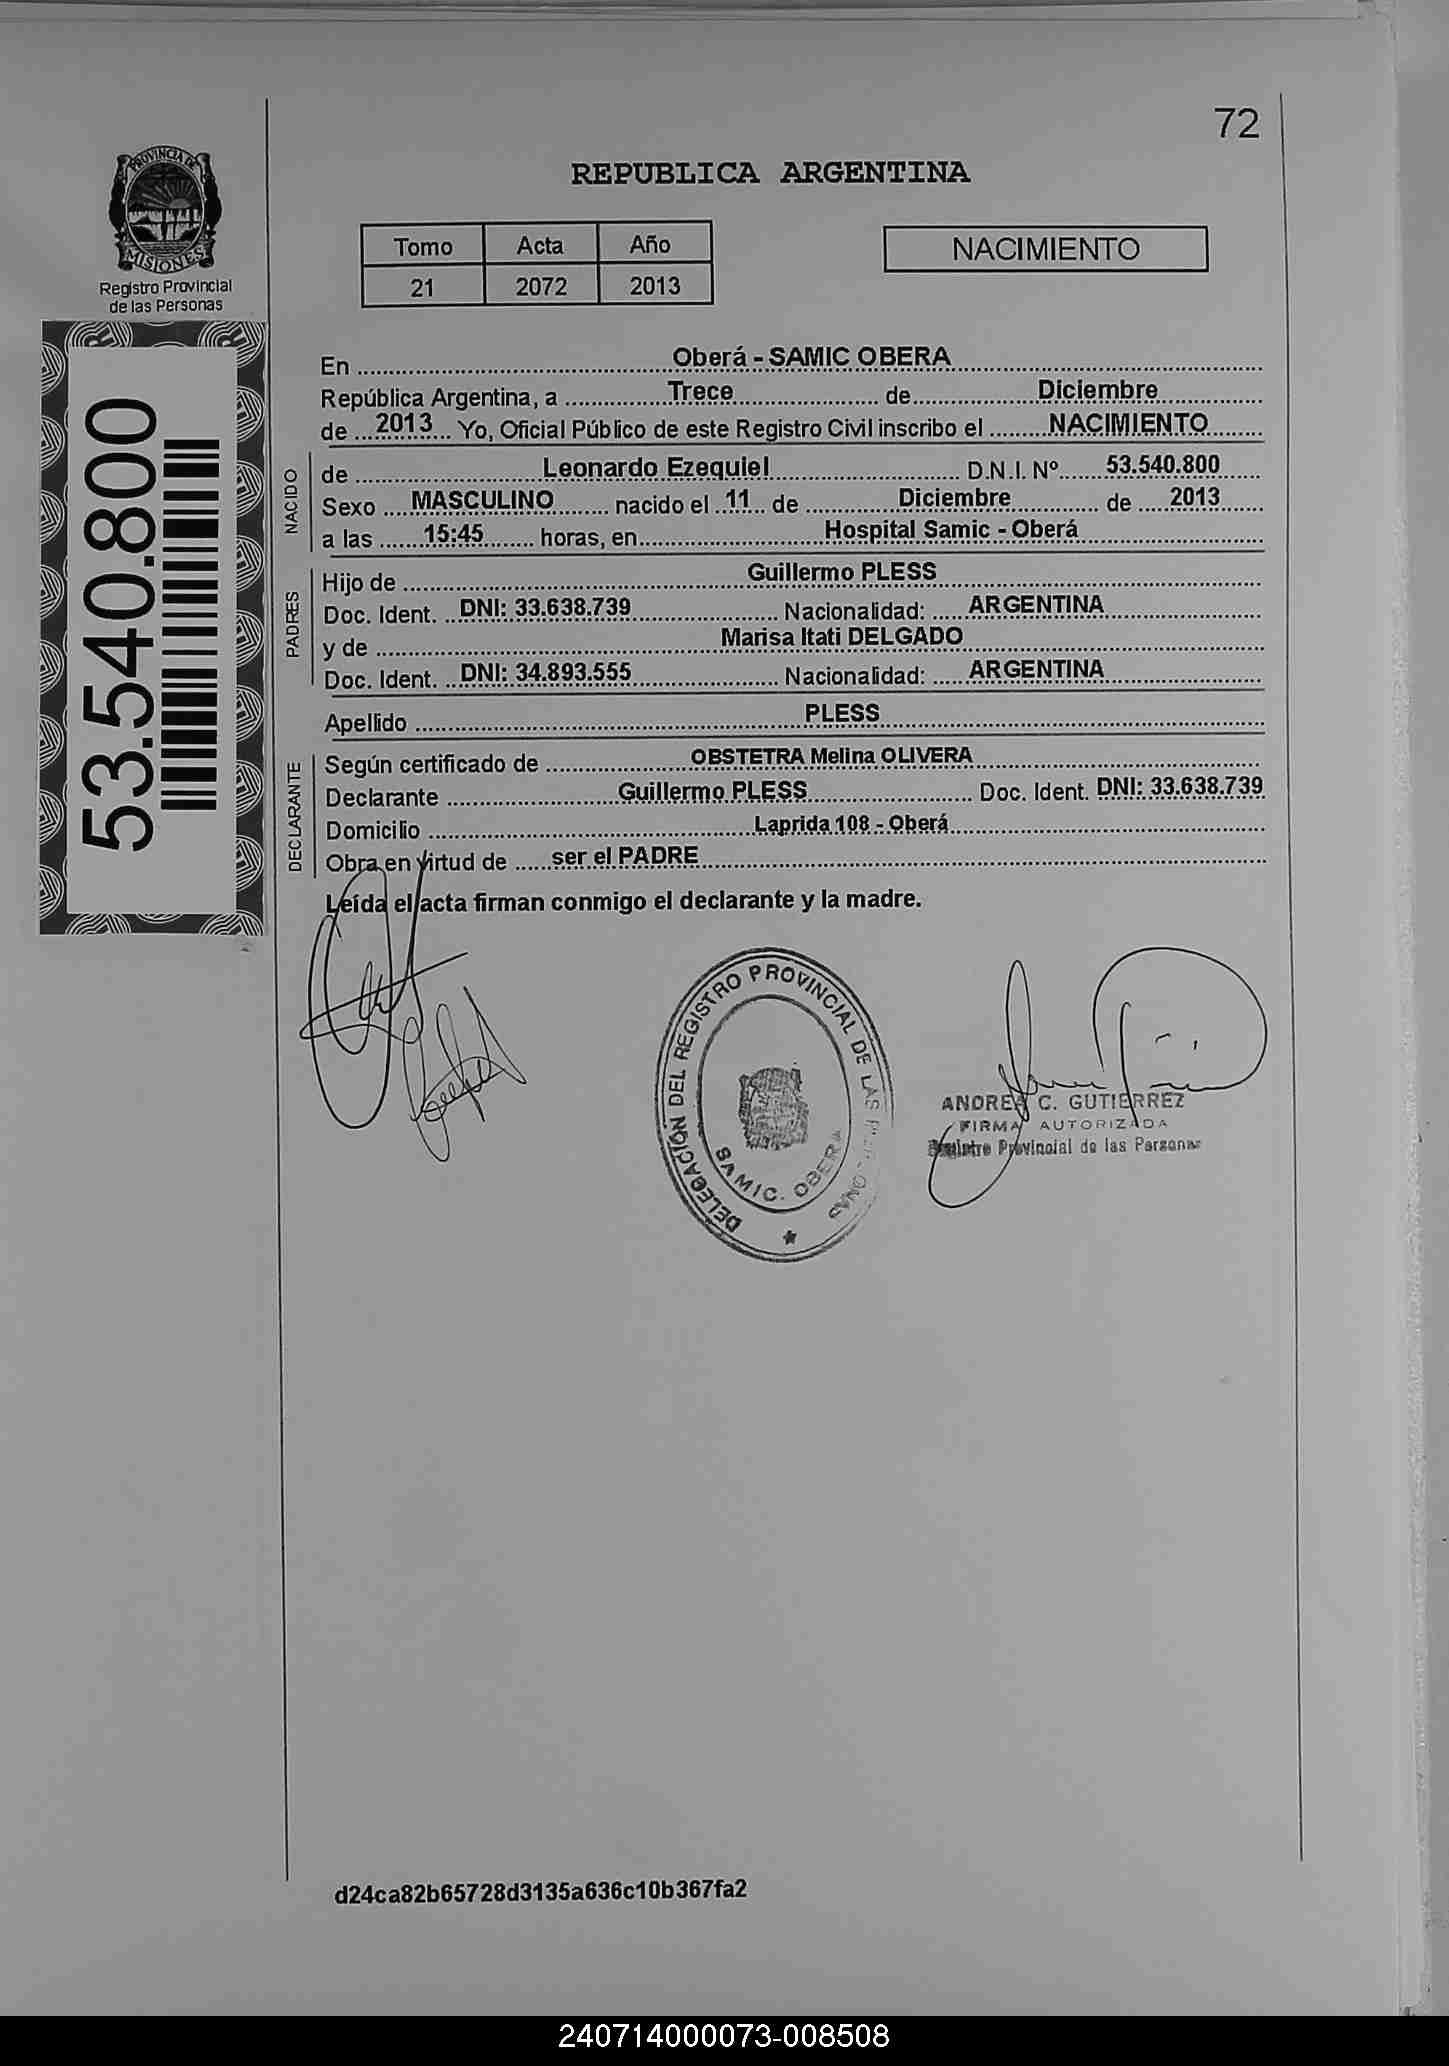 72
PROVINCIA DE
MISIONES
Registro Provincial
de las Personas
REPUBLICA ARGENTINA
Tomo Acta Año
21 2072 2013
NACIMIENTO
53.540.800
En Oberá - SAMIC OBERA
República Argentina, a Trece de Diciembre
de 2013 Yo, Oficial Público de este Registro Civil inscribo el NACIMIENTO
NACIDO
de Leonardo Ezequiel D.N.I. Nº 53.540.800
Sexo MASCULINO nacido el 11 de Diciembre de 2013
a las 15:45 horas, en Hospital Samic - Oberá
PADRES
Hijo de Guillermo PLESS
Doc. Ident. DNI: 33.638.739 Nacionalidad: ARGENTINA
y de Marisa Itati DELGADO
Doc. Ident. DNI: 34.893.555 Nacionalidad: ARGENTINA
Apellido PLESS
DECLARANTE
Según certificado de OBSTETRA Melina OLIVERA
Declarante Guillermo PLESS Doc. Ident. DNI: 33.638.739
Domicilio Laprida 108 - Oberá
Obra en virtud de ser el PADRE
Leída el acta firman conmigo el declarante y la madre.
DELEGACIÓN DEL REGISTRO PROVINCIAL DE LAS PERSONAS
SAMIC. OBERA
ANDREA C. GUTIERREZ
FIRMA AUTORIZADA
Registro Provincial de las Personas
d24ca82b65728d3135a636c10b367fa2
240714000073-008508